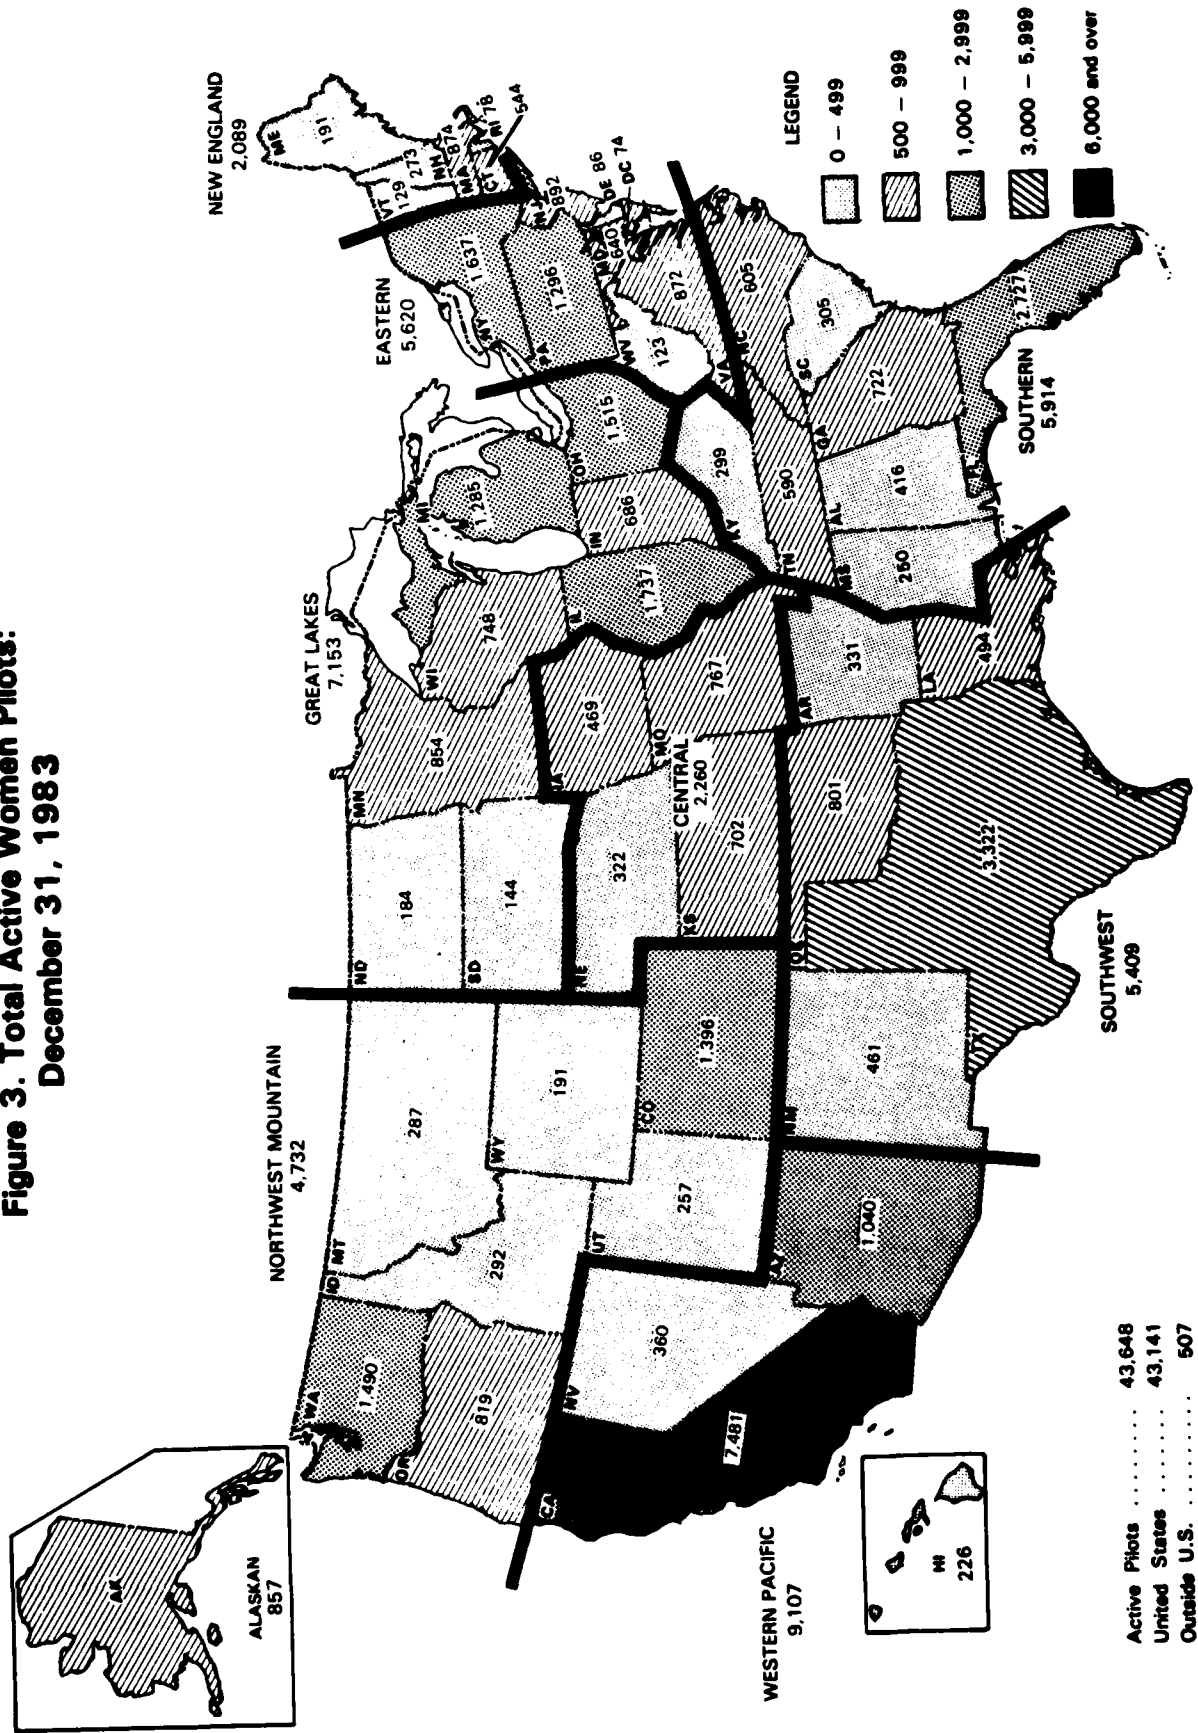 Figure 3. Total Active Women Pilots:
December 31, 1983
ALASKAN
857
AK
NORTHWEST MOUNTAIN
4,732
GREAT LAKES
7,153
EASTERN
5,620
NEW ENGLAND
2,089
WA
1,490
OR
819
ID
292
MT
287
WY
191
UT
257
CO
1,396
ND
184
SD
144
MN
854
WI
748
MI
1,285
IL
1,737
IN
686
OH
1,515
NY
1,637
PA
1,296
NJ
892
MD
640
DE 86
DC 74
WV
123
VA
872
VT
129
NH
273
ME
191
MA
874
RI 78
CT
544
CENTRAL
2,260
NE
322
KS
702
IA
469
MO
767
WESTERN PACIFIC
9,107
CA
7,481
NV
360
AZ
1,040
HI
226
SOUTHWEST
5,409
NM
461
OK
801
3,322
AR
331
LA
494
SOUTHERN
5,914
KY
299
TN
590
NC
605
SC
305
GA
722
AL
416
MS
250
2,727
LEGEND
0 – 499
500 – 999
1,000 – 2,999
3,000 – 5,999
6,000 and over
Active Pilots ........ 43,648
United States ........ 43,141
Outside U.S. .......... 507